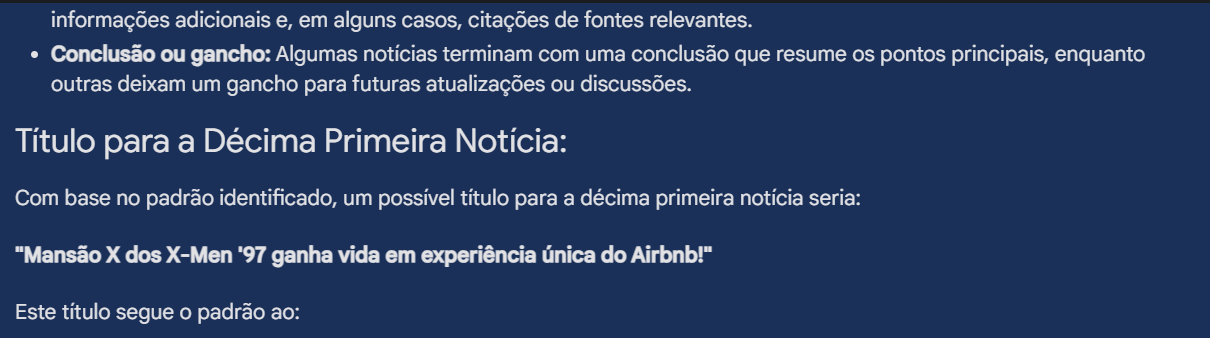 informações adicionais e, em alguns casos, citações de fontes relevantes.
• Conclusão ou gancho: Algumas notícias terminam com uma conclusão que resume os pontos principais, enquanto
outras deixam um gancho para futuras atualizações ou discussões.
Título para a Décima Primeira Notícia:
Com base no padrão identificado, um possível título para a décima primeira notícia seria:
"Mansão X dos X-Men '97 ganha vida em experiência única do Airbnb!"
Este título segue o padrão ao: